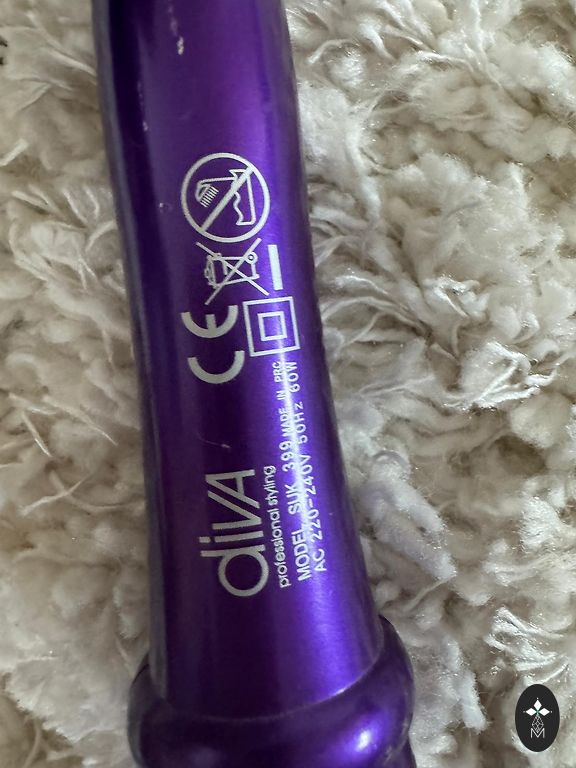 CE
divA
professional styling
MODEL SUK 399 MADE IN PRC
AC 220-240V 50Hz 60W
M